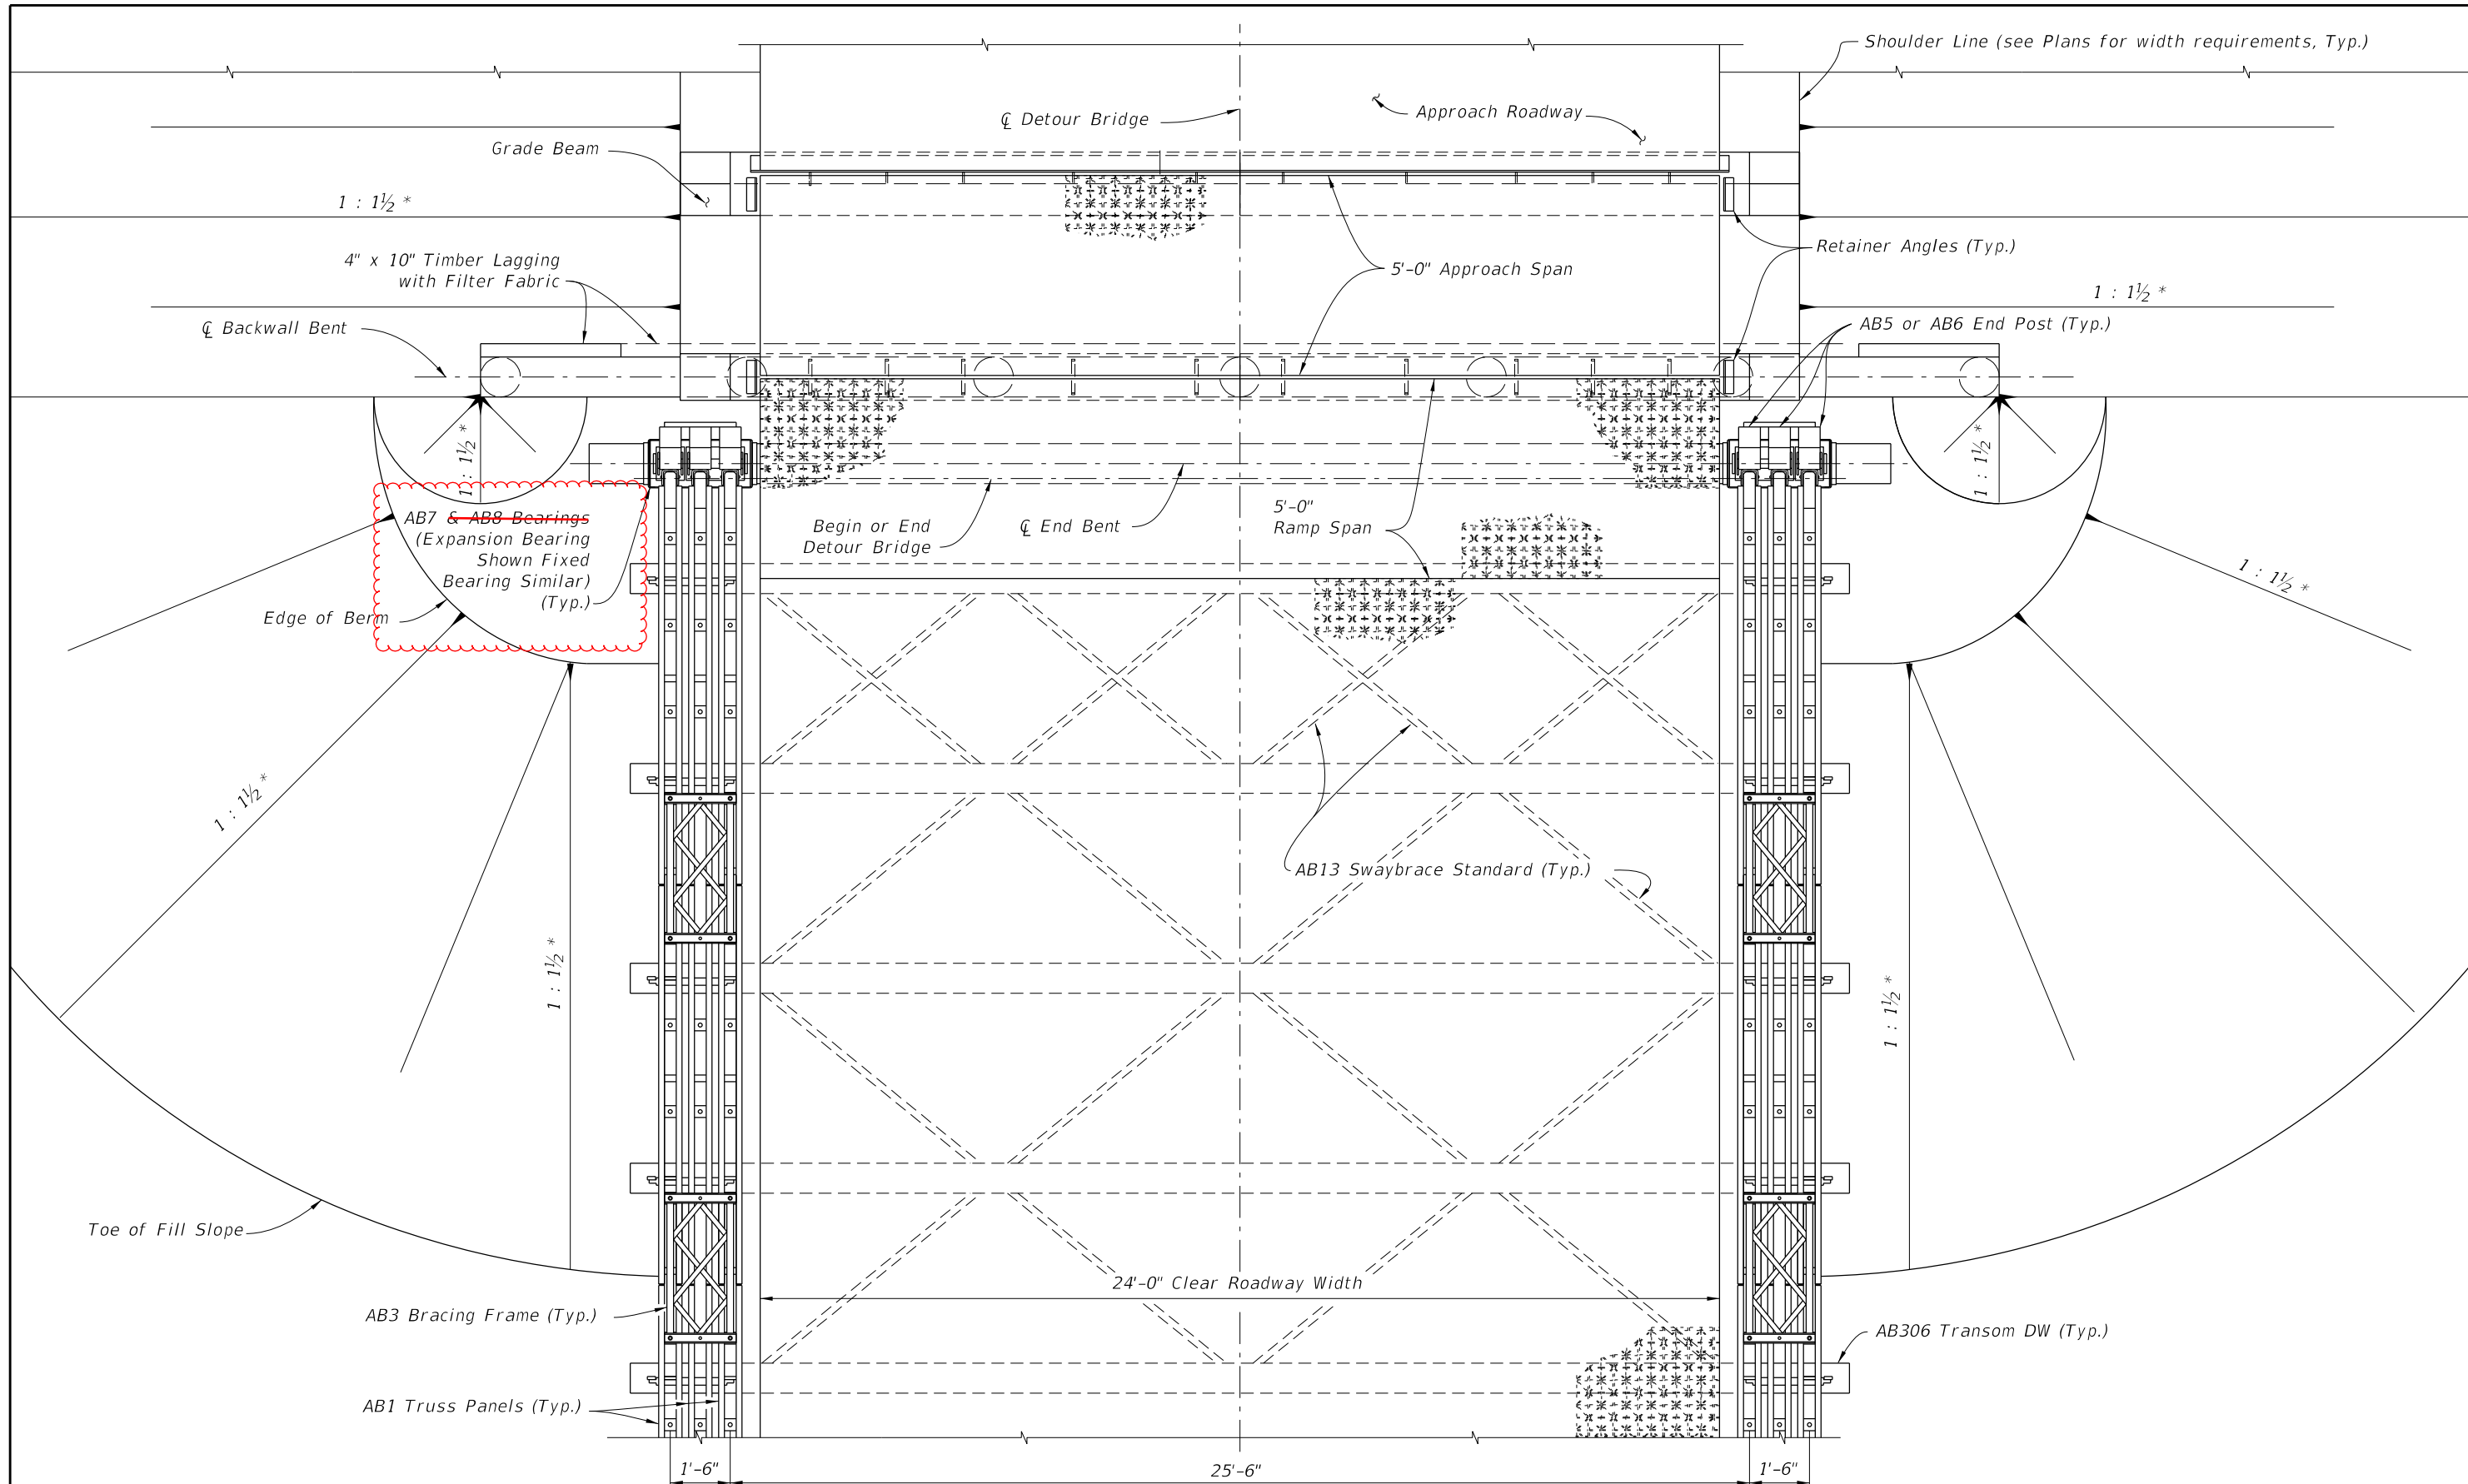 Shoulder Line (see Plans for width requirements, Typ.)
℄ Detour Bridge
Approach Roadway
Grade Beam
1 : 1½ *
Retainer Angles (Typ.)
4" x 10" Timber Lagging
with Filter Fabric
5'-0" Approach Span
1 : 1½ *
℄ Backwall Bent
AB5 or AB6 End Post (Typ.)
1 : 1½ *
1 : 1½ *
AB7 & AB8 Bearings
(Expansion Bearing
Shown Fixed
Bearing Similar)
(Typ.)
Begin or End
Detour Bridge
℄ End Bent
5'-0"
Ramp Span
1 : 1½ *
Edge of Berm
1 : 1½ *
AB13 Swaybrace Standard (Typ.)
1 : 1½ *
1 : 1½ *
Toe of Fill Slope
24'-0" Clear Roadway Width
AB3 Bracing Frame (Typ.)
AB306 Transom DW (Typ.)
AB1 Truss Panels (Typ.)
1'-6"
25'-6"
1'-6"